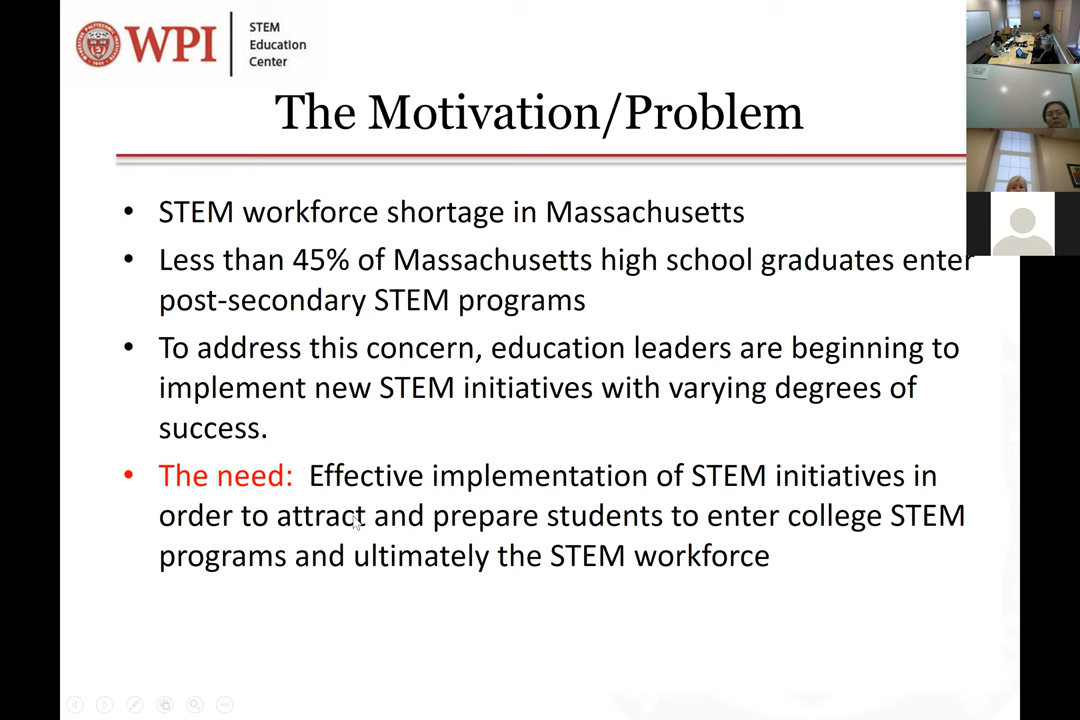 WPI
STEM
Education
Center
The Motivation/Problem
• STEM workforce shortage in Massachusetts
• Less than 45% of Massachusetts high school graduates enter
post-secondary STEM programs
• To address this concern, education leaders are beginning to
implement new STEM initiatives with varying degrees of
success.
• The need: Effective implementation of STEM initiatives in
order to attract and prepare students to enter college STEM
programs and ultimately the STEM workforce